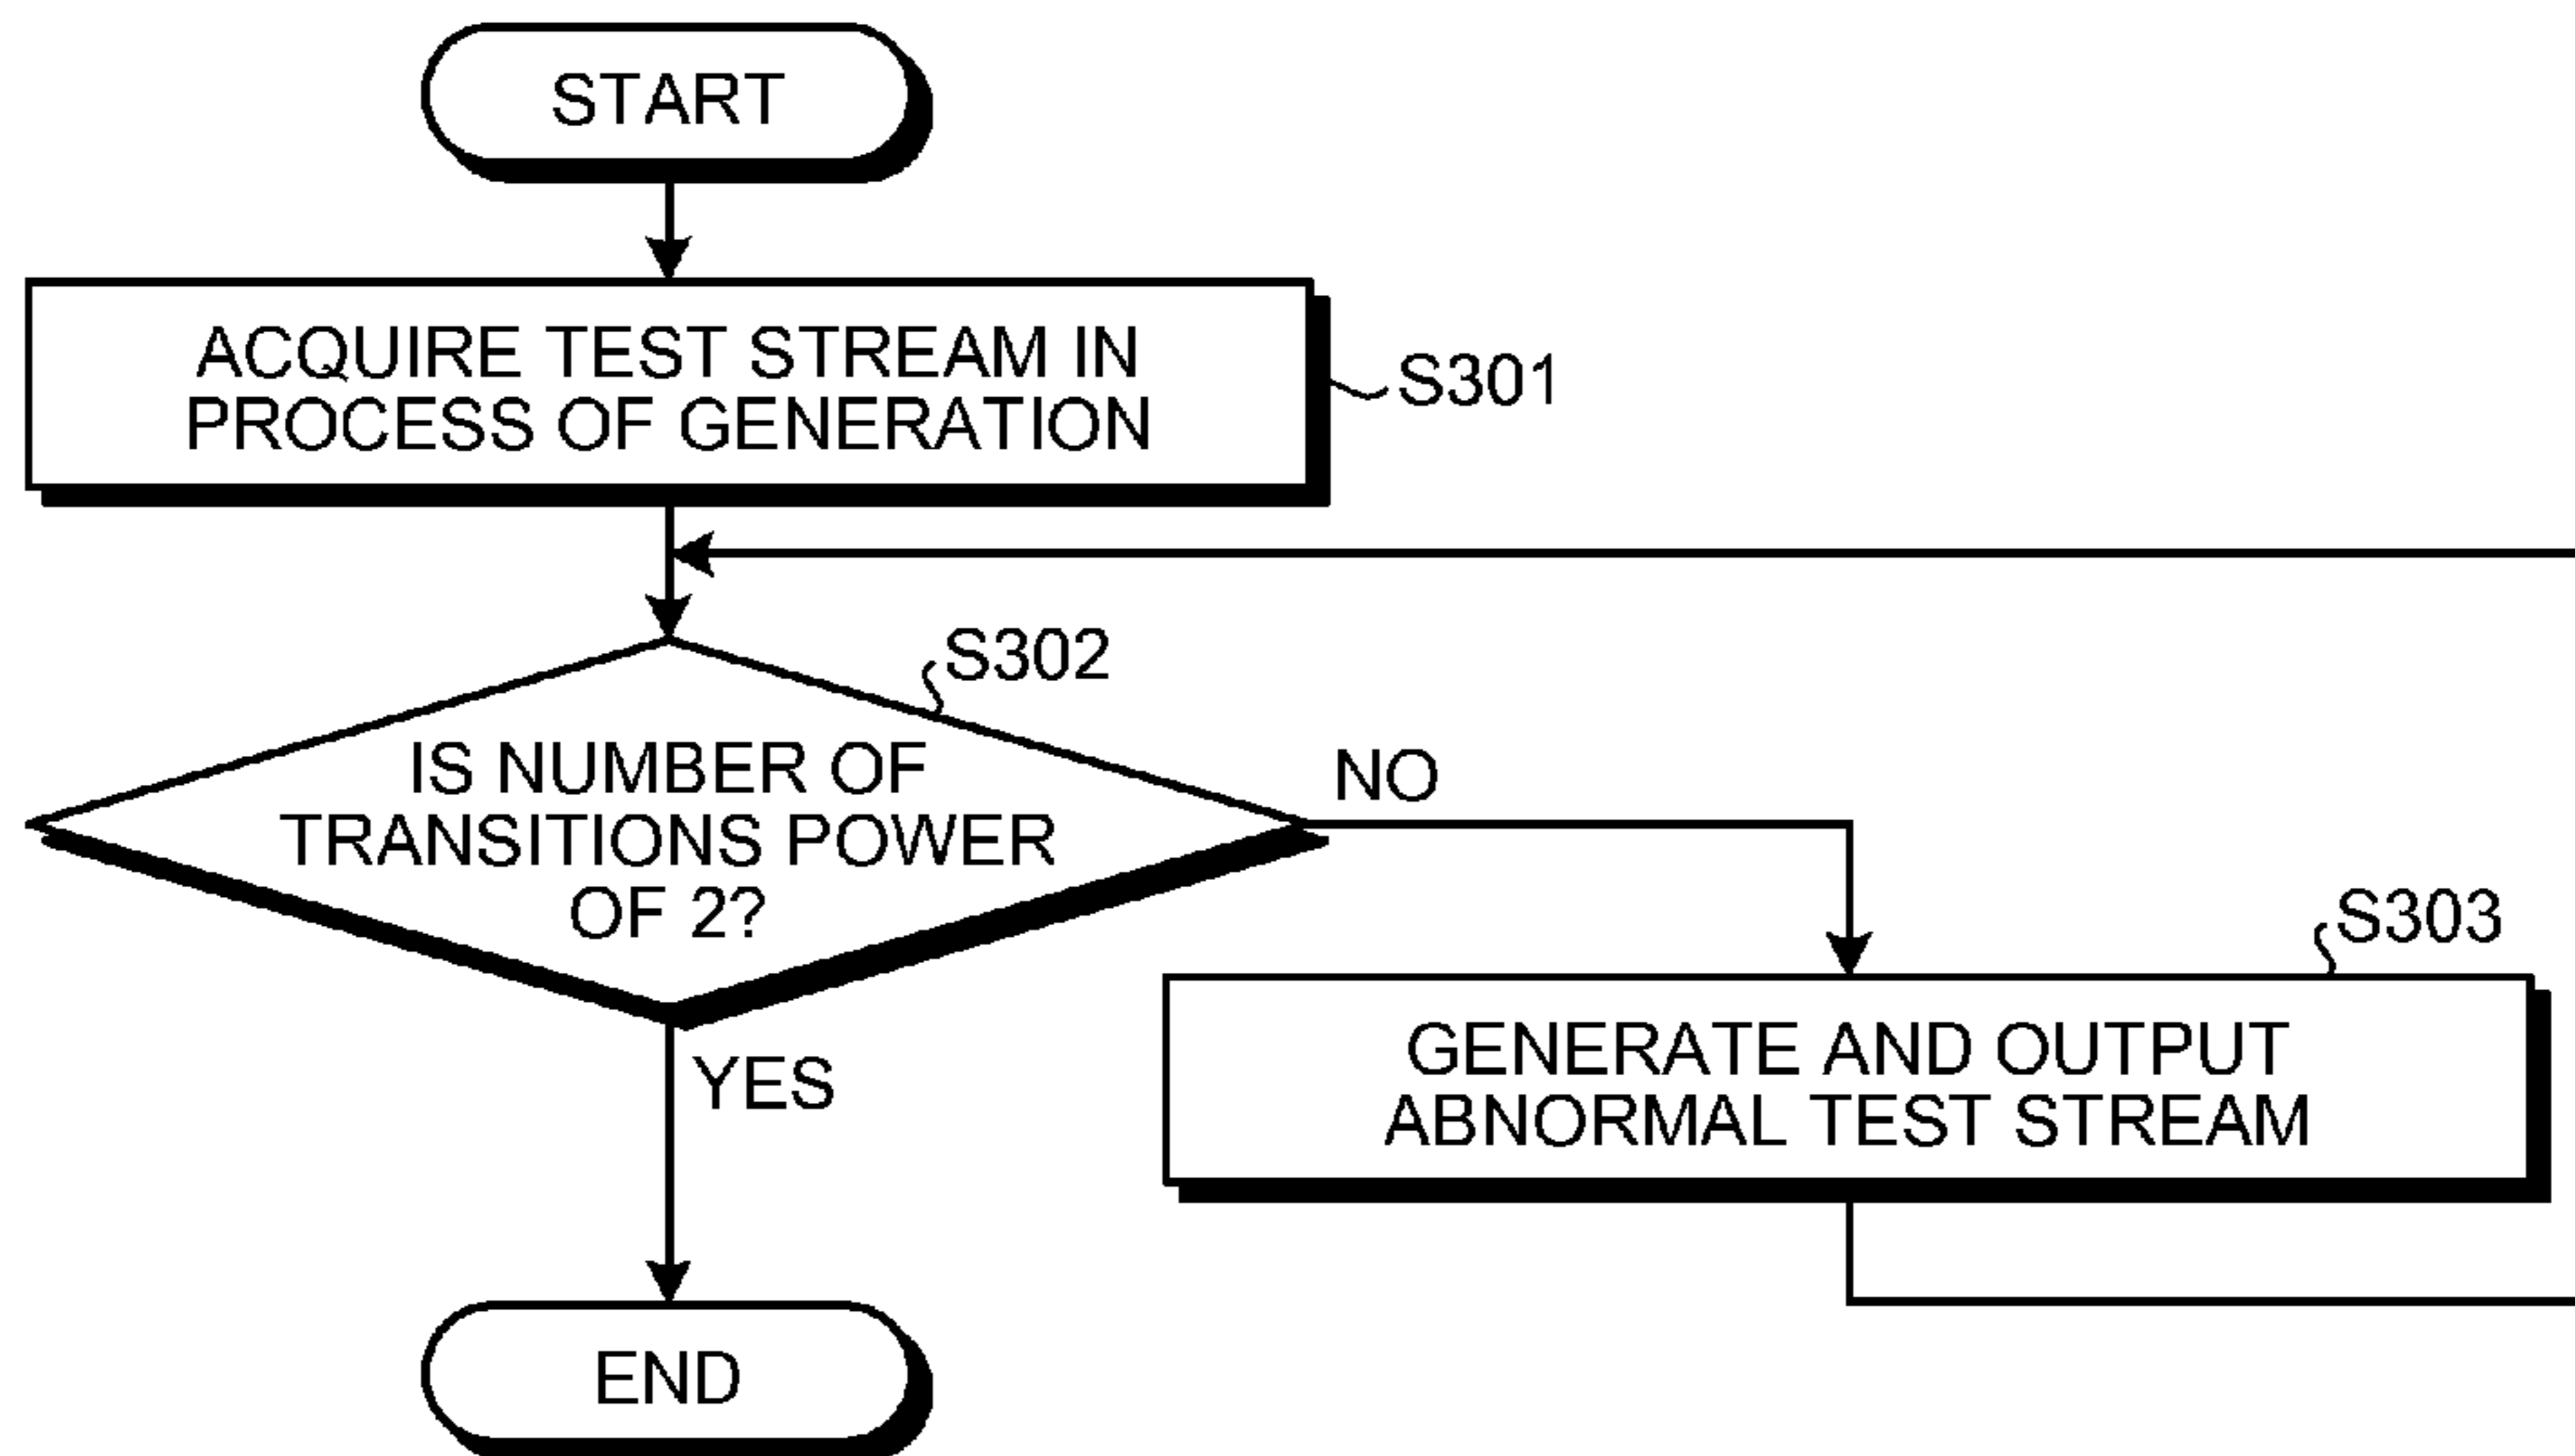 START
ACQUIRE TEST STREAM IN
PROCESS OF GENERATION
S301
S302
IS NUMBER OF
TRANSITIONS POWER
OF 2?
NO
S303
GENERATE AND OUTPUT
ABNORMAL TEST STREAM
YES
END